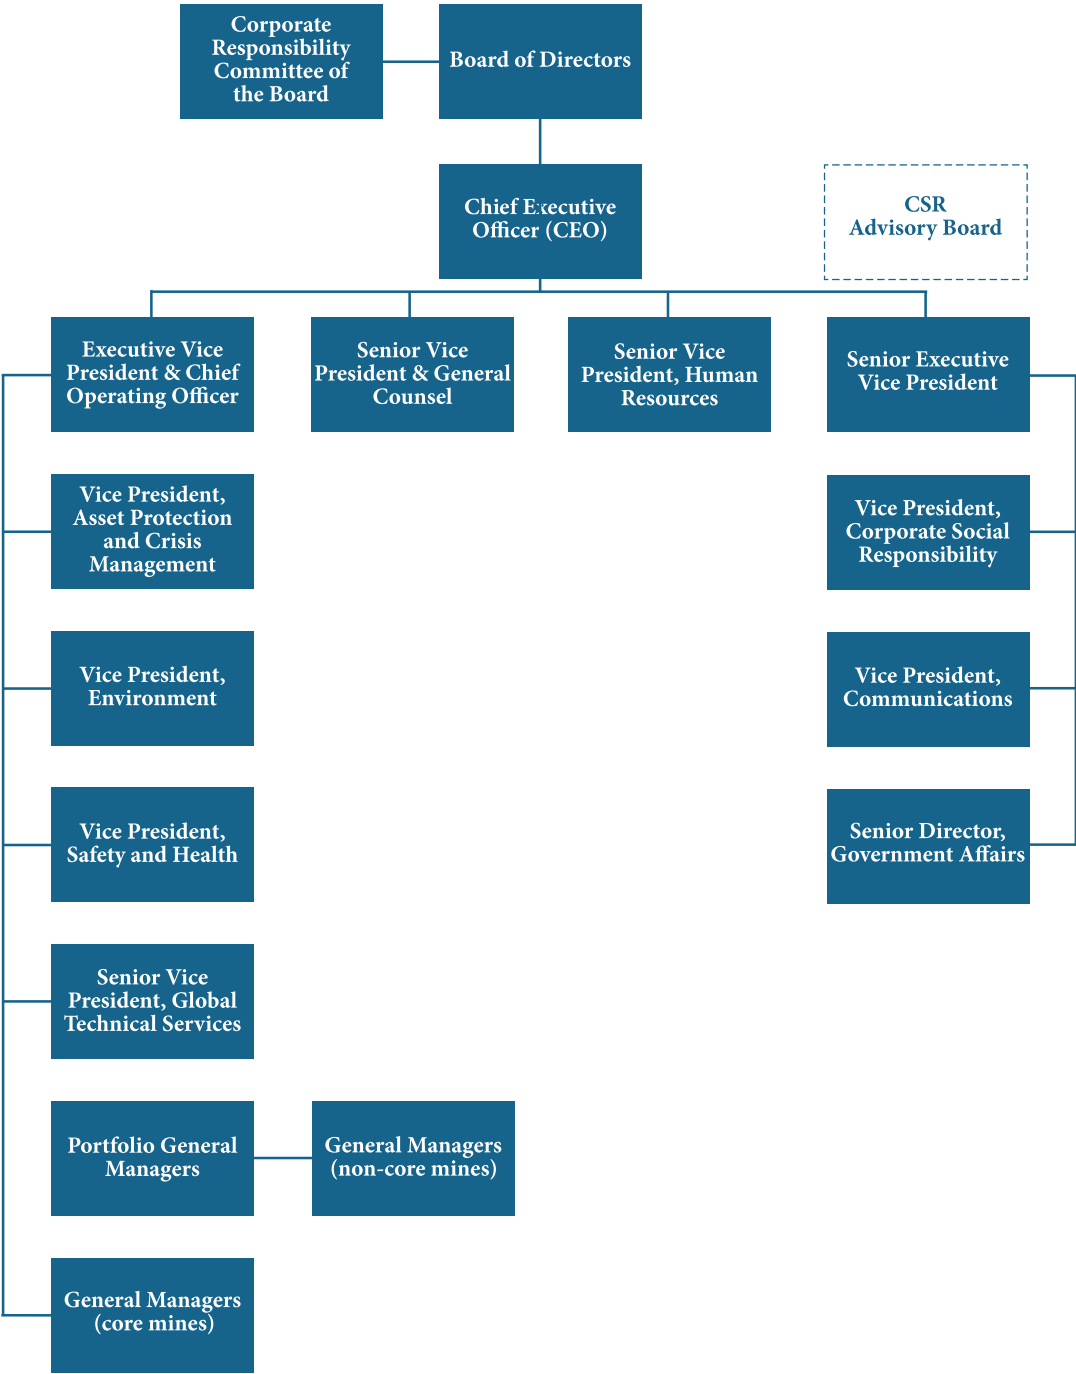 Corporate
Responsibility
Committee of
the Board
Board of Directors
Chief Executive
Officer (CEO)
CSR
Advisory Board
Executive Vice
President & Chief
Operating Officer
Senior Vice
President & General
Counsel
Senior Vice
President, Human
Resources
Senior Executive
Vice President
Vice President,
Asset Protection
and Crisis
Management
Vice President,
Corporate Social
Responsibility
Vice President,
Environment
Vice President,
Communications
Vice President,
Safety and Health
Senior Director,
Government Affairs
Senior Vice
President, Global
Technical Services
Portfolio General
Managers
General Managers
(non-core mines)
General Managers
(core mines)